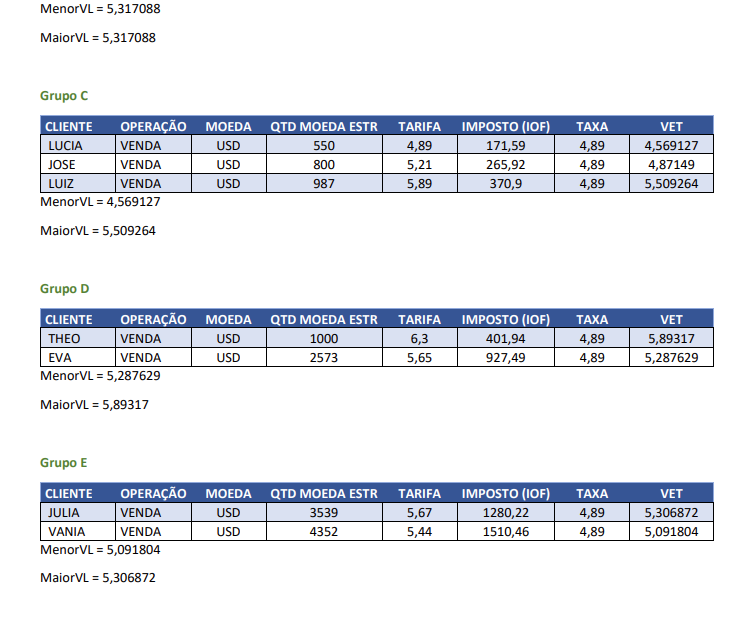 MenorVL = 5,317088
MaiorVL = 5,317088
Grupo C
CLIENTE OPERAÇÃO MOEDA QTD MOEDA ESTR TARIFA IMPOSTO (IOF) TAXA VET
LUCIA VENDA USD 550 4,89 171,59 4,89 4,569127
JOSE VENDA USD 800 5,21 265,92 4,89 4,87149
LUIZ VENDA USD 987 5,89 370,9 4,89 5,509264
MenorVL = 4,569127
MaiorVL = 5,509264
Grupo D
CLIENTE OPERAÇÃO MOEDA QTD MOEDA ESTR TARIFA IMPOSTO (IOF) TAXA VET
THEO VENDA USD 1000 6,3 401,94 4,89 5,89317
EVA VENDA USD 2573 5,65 927,49 4,89 5,287629
MenorVL = 5,287629
MaiorVL = 5,89317
Grupo E
CLIENTE OPERAÇÃO MOEDA QTD MOEDA ESTR TARIFA IMPOSTO (IOF) TAXA VET
JULIA VENDA USD 3539 5,67 1280,22 4,89 5,306872
VANIA VENDA USD 4352 5,44 1510,46 4,89 5,091804
MenorVL = 5,091804
MaiorVL = 5,306872